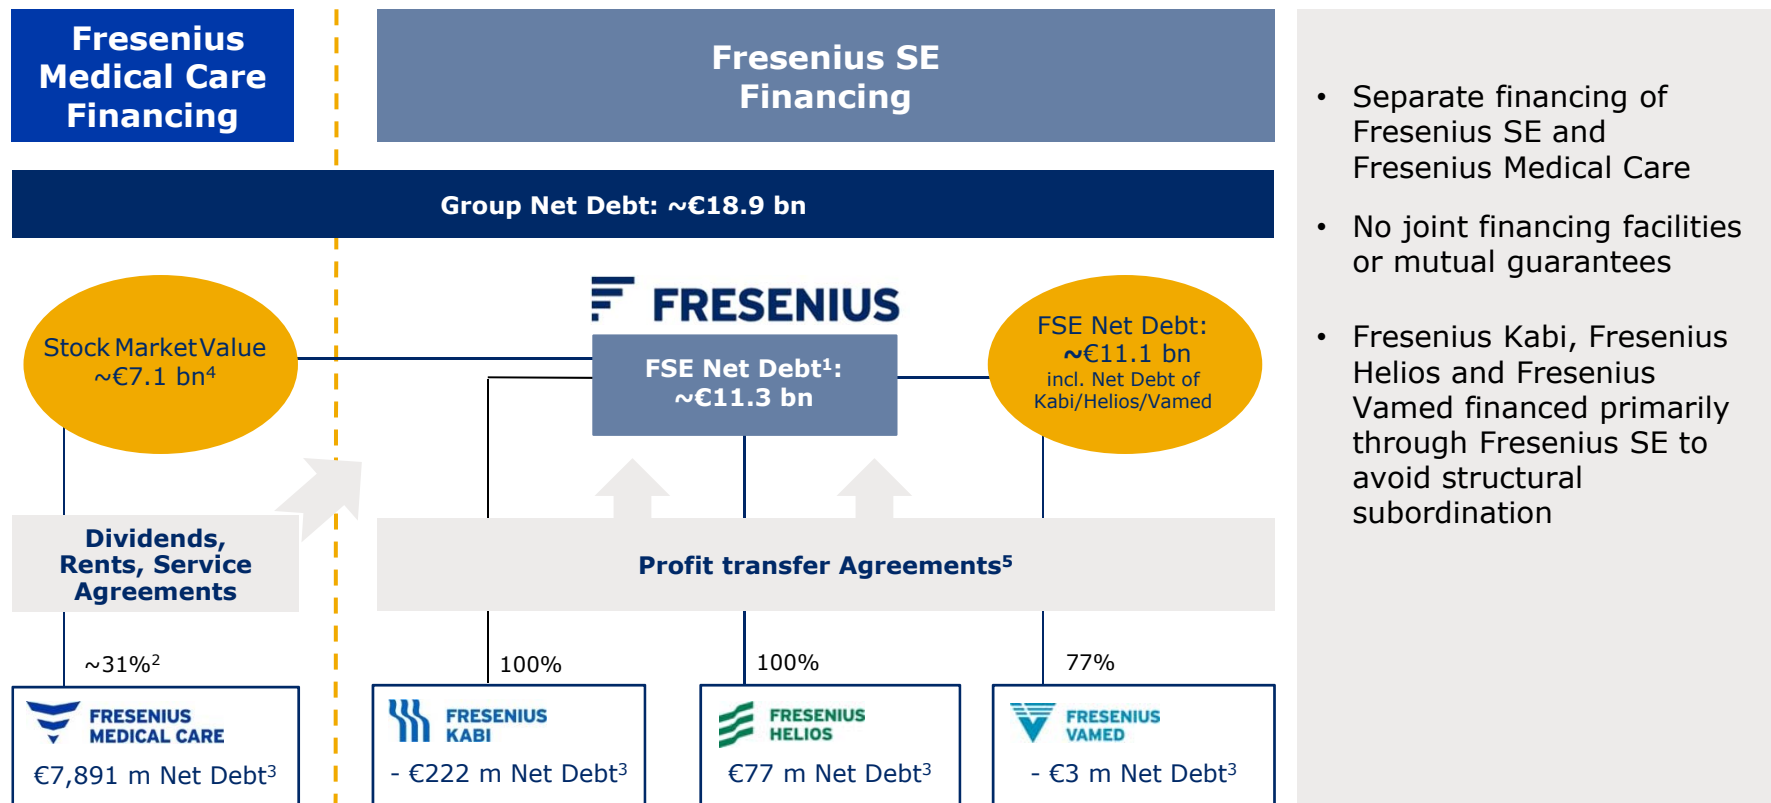 Fresenius
Medical Care
Financing
Fresenius SE
Financing
Group Net Debt: ~€18.9 bn
Stock Market Value
~€7.1 bn⁴
FRESENIUS
FSE Net Debt¹:
~€11.3 bn
FSE Net Debt:
~€11.1 bn
incl. Net Debt of
Kabi/Helios/Vamed
Dividends,
Rents, Service
Agreements
Profit transfer Agreements⁵
~31%²
100%
100%
77%
FRESENIUS
MEDICAL CARE
€7,891 m Net Debt³
FRESENIUS
KABI
- €222 m Net Debt³
FRESENIUS
HELIOS
€77 m Net Debt³
FRESENIUS
VAMED
- €3 m Net Debt³
• Separate financing of
Fresenius SE and
Fresenius Medical Care
• No joint financing facilities
or mutual guarantees
• Fresenius Kabi, Fresenius
Helios and Fresenius
Vamed financed primarily
through Fresenius SE to
avoid structural
subordination